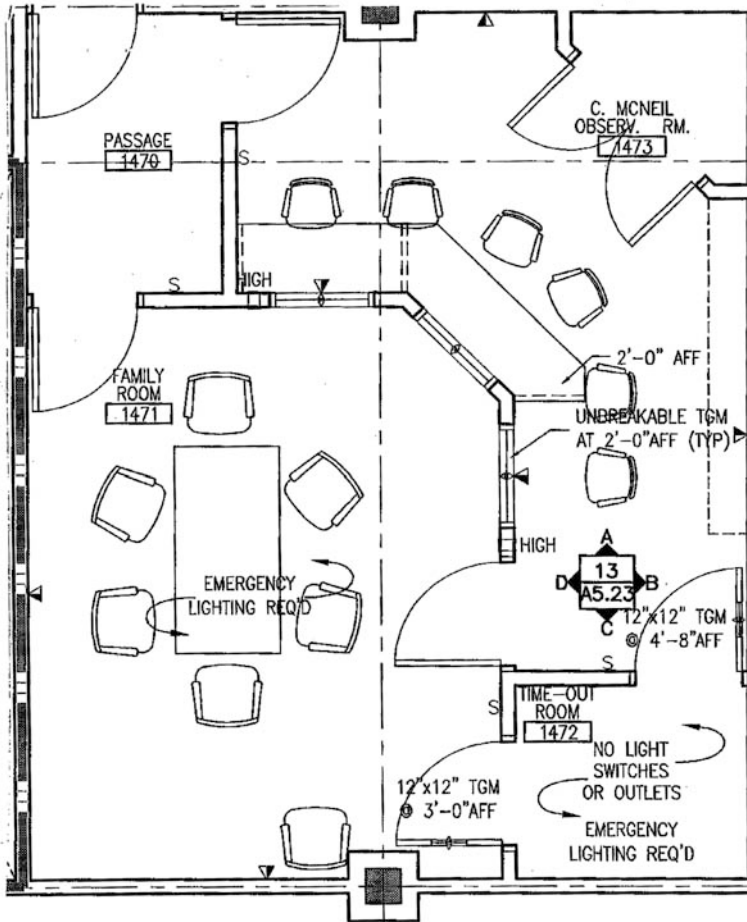 C. MCNEIL
OBSERV. RM.
1473
PASSAGE
1470
S
HIGH
S
2'-0" AFF
FAMILY
ROOM
1471
UNBREAKABLE TGM
AT 2'-0"AFF (TYP)
HIGH
A
13
D B
A5.23
C
EMERGENCY
LIGHTING REQ'D
12"x12" TGM
@ 4'-8"AFF
S
S
TIME-OUT
ROOM
1472
NO LIGHT
SWITCHES
OR OUTLETS
12"x12" TGM
@ 3'-0"AFF
EMERGENCY
LIGHTING REQ'D